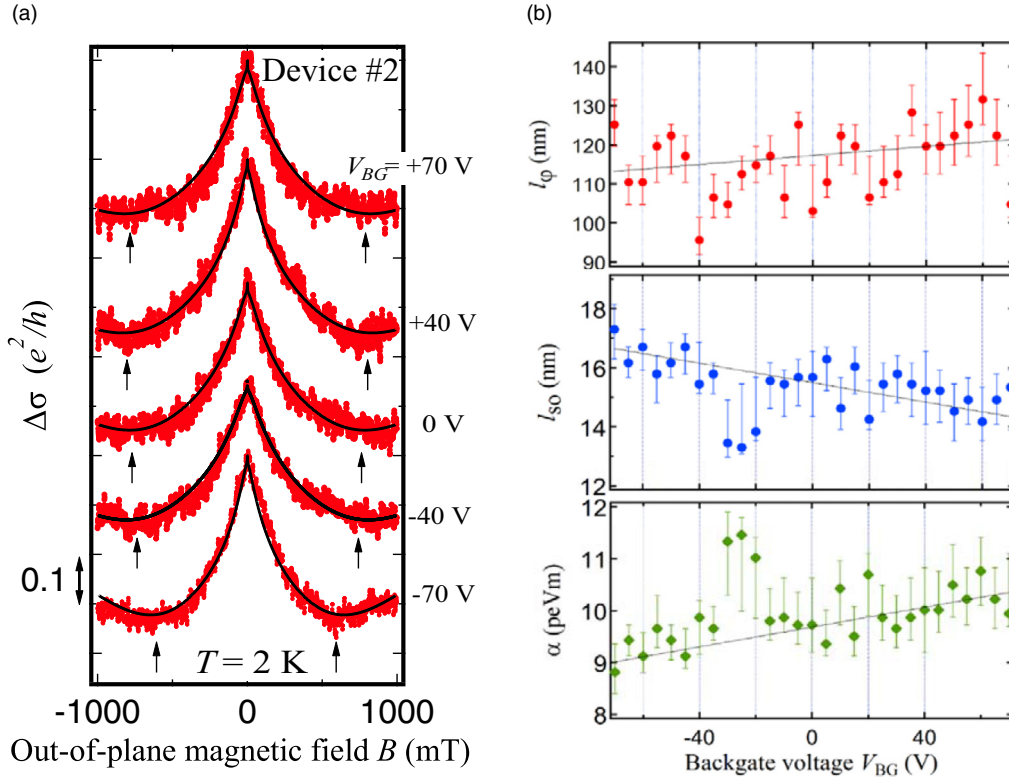 (a)
Device #2
V_BG = +70 V
+40 V
0 V
-40 V
-70 V
0.1
T = 2 K
Δσ (e²/h)
-1000
0
1000
Out-of-plane magnetic field B (mT)
(b)
140
130
120
110
100
90
l_φ (nm)
18
16
14
12
l_so (nm)
12
11
10
9
8
α (peVm)
-40
0
40
Backgate voltage V_BG (V)